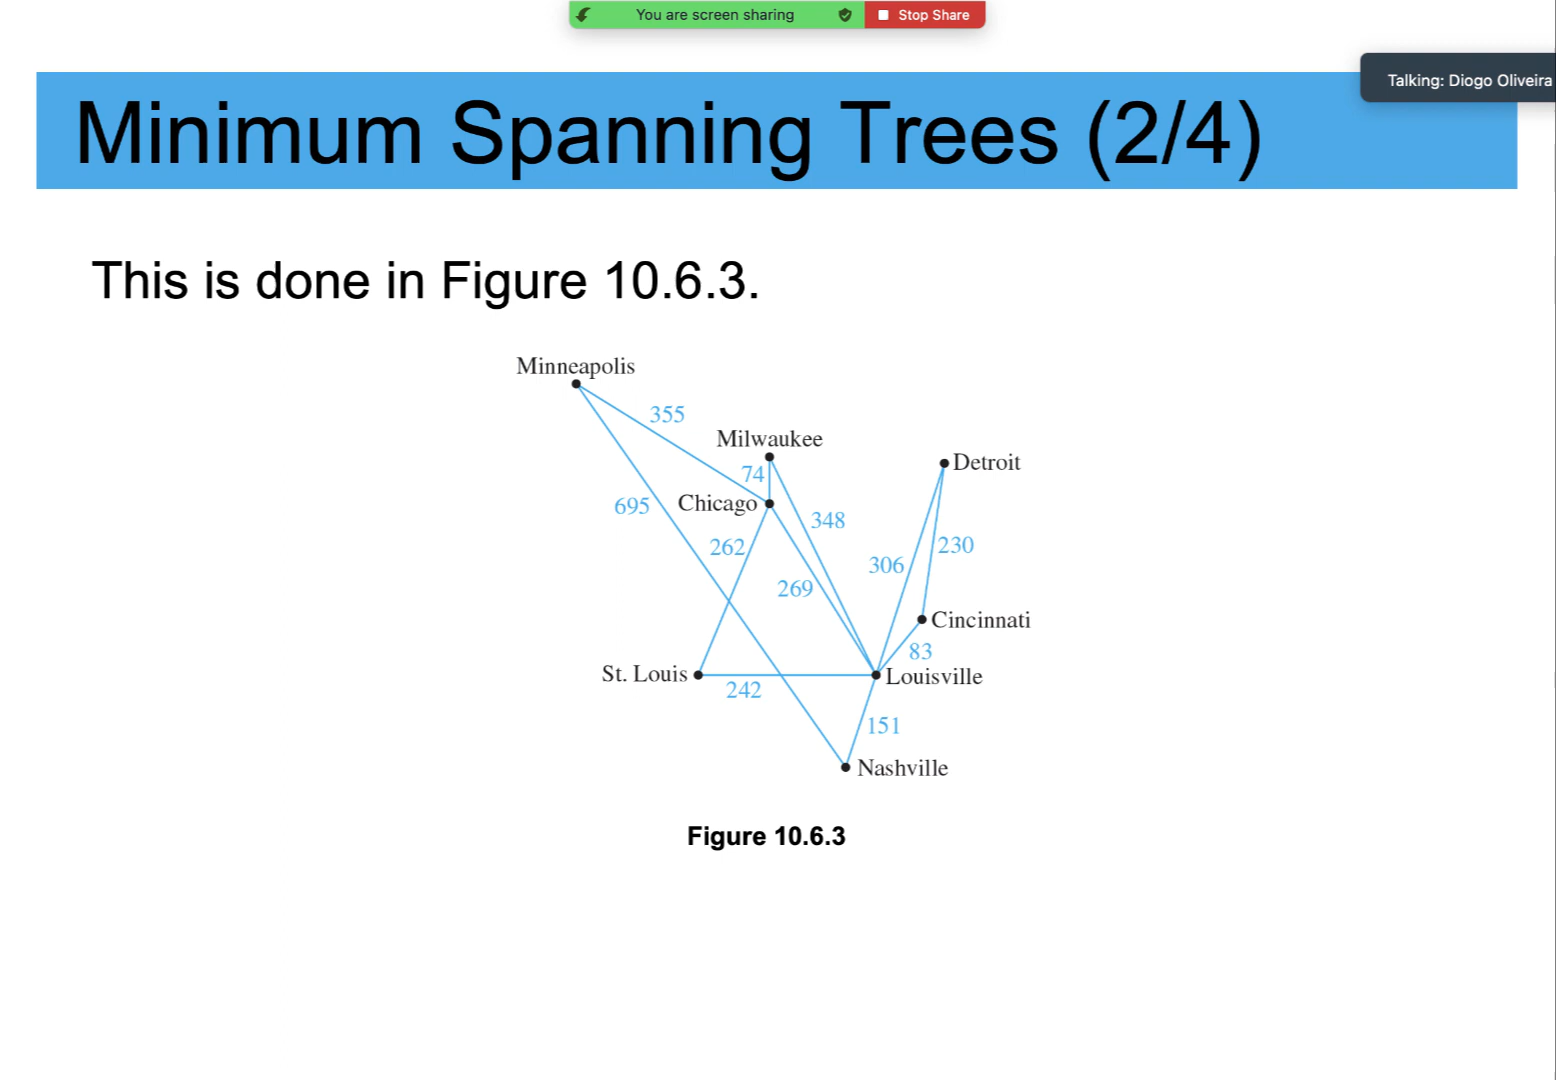 You are screen sharing
Stop Share
Talking: Diogo Oliveira
Minimum Spanning Trees (2/4)
This is done in Figure 10.6.3.
Minneapolis
355
Milwaukee
74
Detroit
695
Chicago
348
262
230
306
269
Cincinnati
83
St. Louis
242
Louisville
151
Nashville
Figure 10.6.3